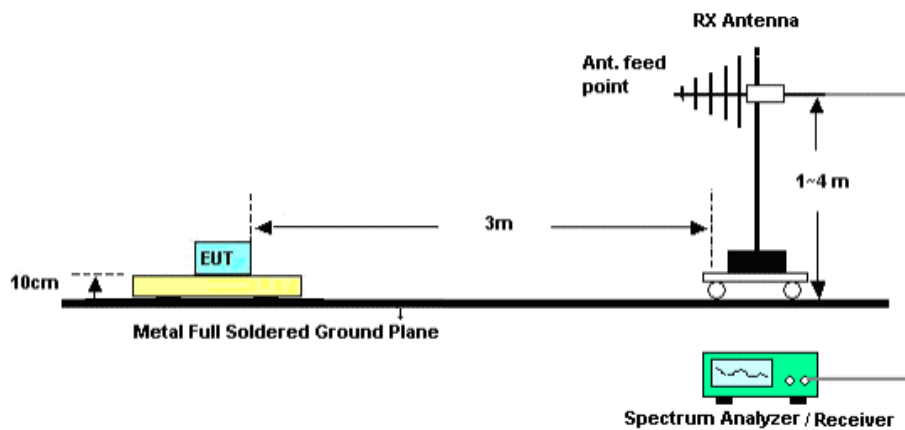 RX Antenna
Ant. feed
point
1~4 m
3m
EUT
10cm
Metal Full Soldered Ground Plane
Spectrum Analyzer / Receiver